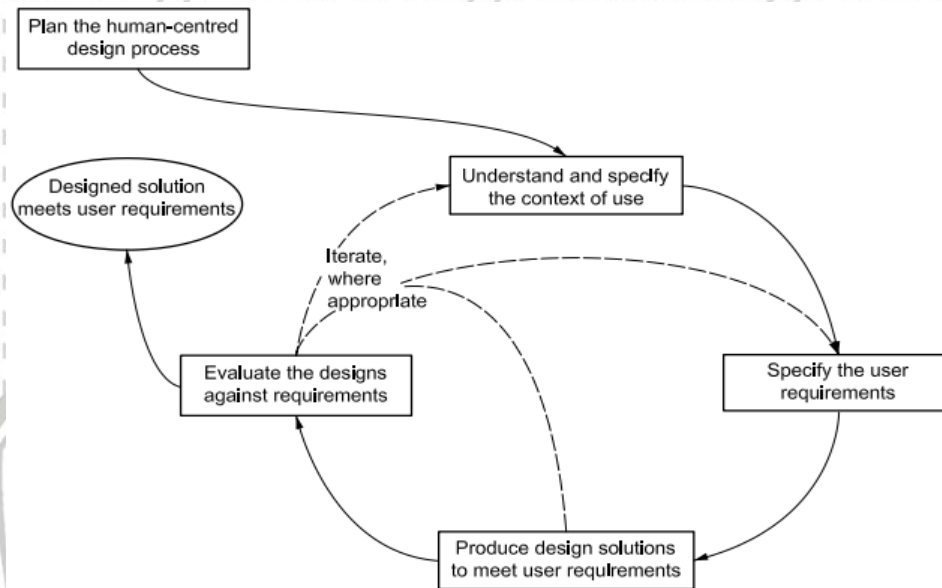 Plan the human-centred
design process
Designed solution
meets user requirements
Understand and specify
the context of use
Iterate,
where
appropriate
Evaluate the designs
against requirements
Specify the user
requirements
Produce design solutions
to meet user requirements